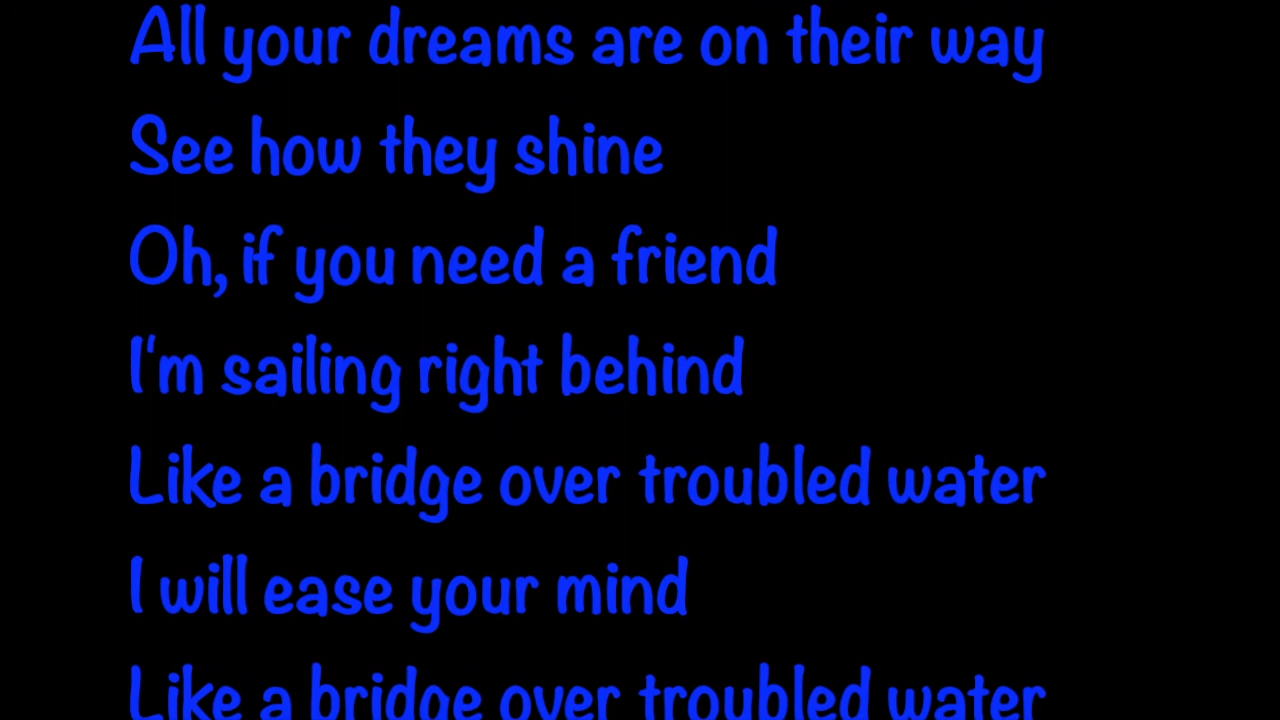 All your dreams are on their way
See how they shine
Oh, if you need a friend
I'm sailing right behind
Like a bridge over troubled water
I will ease your mind
Like a bridge over troubled water